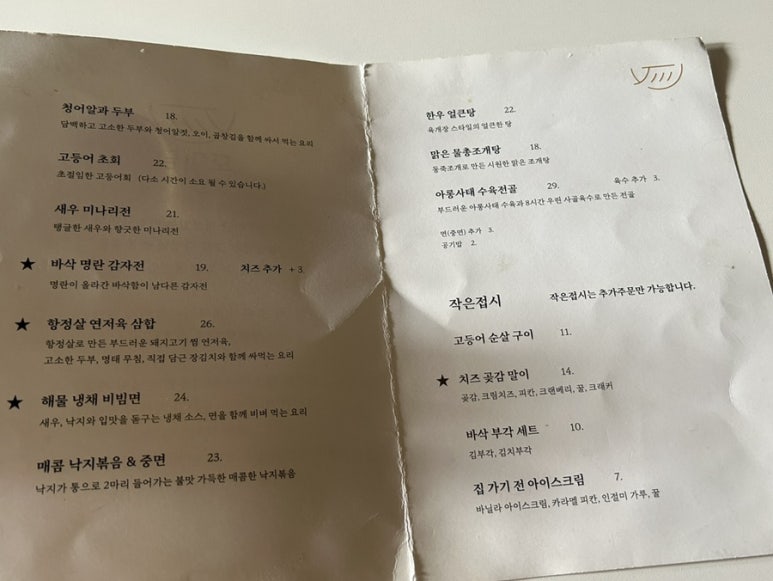 청어알과 두부 18.
담백하고 고소한 두부와 청어알젓, 오이, 곱창김을 함께 싸서 먹는 요리
고등어 초회 22.
초절임한 고등어회 (다소 시간이 소요 될 수 있습니다.)
새우 미나리전 21.
탱글한 새우와 향긋한 미나리전
★ 바삭 명란 감자전 19. 치즈 추가 + 3.
명란이 올라간 바삭함이 남다른 감자전
★ 항정살 연저육 삼합 26.
항정살로 만든 부드러운 돼지고기 찜 연저육,
고소한 두부, 명태 무침, 직접 담근 장김치와 함께 싸먹는 요리
★ 해물 냉채 비빔면 24.
새우, 낙지와 입맛을 돋구는 냉채 소스, 면을 함께 비벼 먹는 요리
매콤 낙지볶음 & 중면 23.
낙지가 통으로 2마리 들어가는 불맛 가득한 매콤한 낙지볶음
한우 얼큰탕 22.
육개장 스타일의 얼큰한 탕
맑은 물총조개탕 18.
동죽조개로 만든 시원한 맑은 조개탕
아롱사태 수육전골 29. 육수 추가 3.
부드러운 아롱사태 수육과 8시간 우린 사골육수로 만든 전골
면(중면) 추가 3.
공기밥 2.
작은접시 작은접시는 추가주문만 가능합니다.
고등어 순살 구이 11.
★ 치즈 곶감 말이 14.
곶감, 크림치즈, 피칸, 크랜베리, 꿀, 크래커
바삭 부각 세트 10.
김부각, 김치부각
집 가기 전 아이스크림 7.
바닐라 아이스크림, 카라멜 피칸, 인절미 가루, 꿀